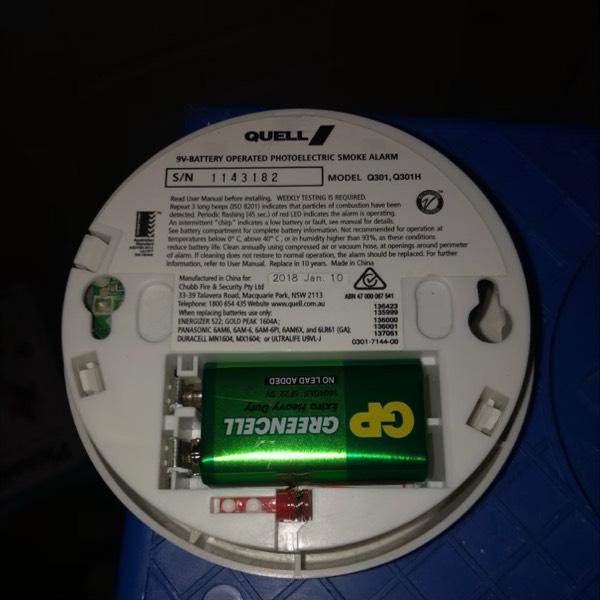 QUELL
9V-BATTERY OPERATED PHOTOELECTRIC SMOKE ALARM
S/N 1143182 MODEL Q301, Q301H
Read User Manual before installing. WEEKLY TESTING IS REQUIRED.
Repeat 3 long beeps (ISO 8201) indicates that particles of combustion have been
detected. Periodic flashing (45 sec.) of red LED indicates the alarm is operating.
An intermittent "chirp" indicates a low battery or fault, see manual for details.
See battery compartment for complete battery information. Not recommended for operation at
temperatures below 0° C, above 40° C, or in humidity higher than 93%, as these conditions
reduce battery life. Clean annually using compressed air or vacuum hose, at openings around perimeter
of alarm. If cleaning does not restore to normal operation, the alarm should be replaced. For further
information, refer to User Manual. Replace in 10 years. Made in China
Manufactured in China for: 2018 Jan. 10
Chubb Fire & Security Pty Ltd
33-39 Talavera Road, Macquarie Park, NSW 2113
Telephone: 1800 654 435 Website www.quell.com.au
ABN 47 000 067 541
When replacing batteries use only:
ENERGIZER 522; GOLD PEAK 1604A;
PANASONIC 6AM6, 6AM-6, 6AM-6PI, 6AM6X, and 6LR61 (GA);
DURACELL MN1604, MX1604; or ULTRALIFE U9VL-J
136423
135999
136000
136001
137051
0301-7144-00
GP
GREENCELL
Extra Heavy Duty
1604GLF 6F22 9V
NO LEAD ADDED